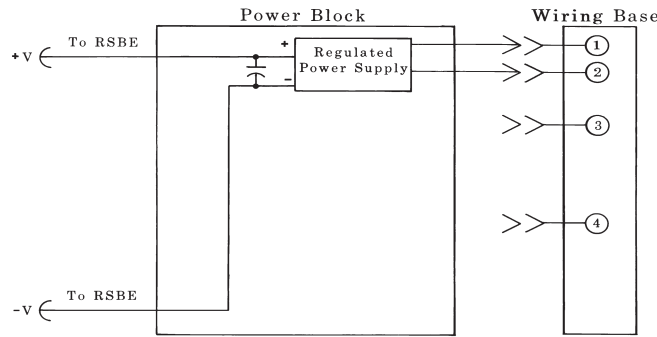 Power Block
Wiring Base
+V
To RSBE
+
-
Regulated
Power Supply
1
2
3
4
-V
To RSBE